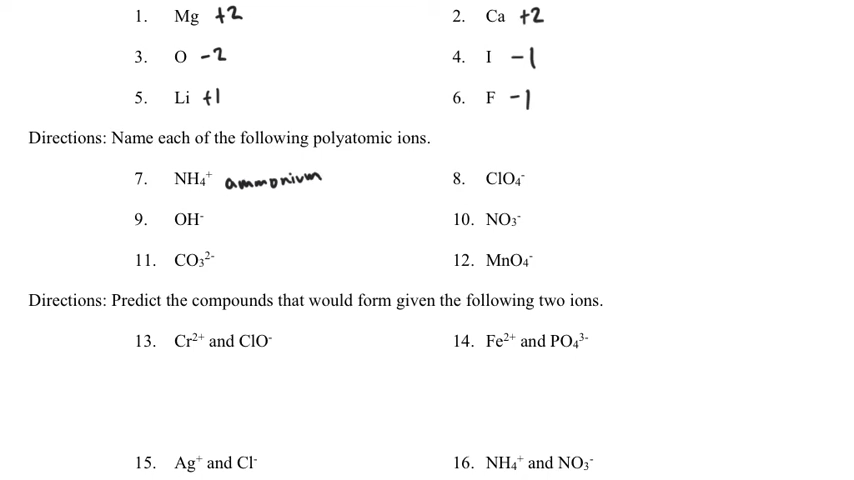 1. Mg +2 2. Ca +2
3. O -2 4. I -1
5. Li +1 6. F -1
Directions: Name each of the following polyatomic ions.
7. NH₄⁺ ammonium 8. ClO₄⁻
9. OH⁻ 10. NO₃⁻
11. CO₃²⁻ 12. MnO₄⁻
Directions: Predict the compounds that would form given the following two ions.
13. Cr²⁺ and ClO⁻ 14. Fe²⁺ and PO₄³⁻
15. Ag⁺ and Cl⁻ 16. NH₄⁺ and NO₃⁻